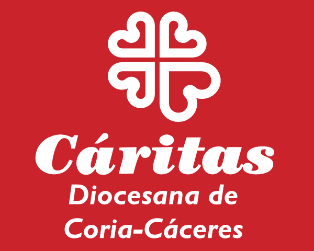 Cáritas
Diocesana de
Coria-Cáceres